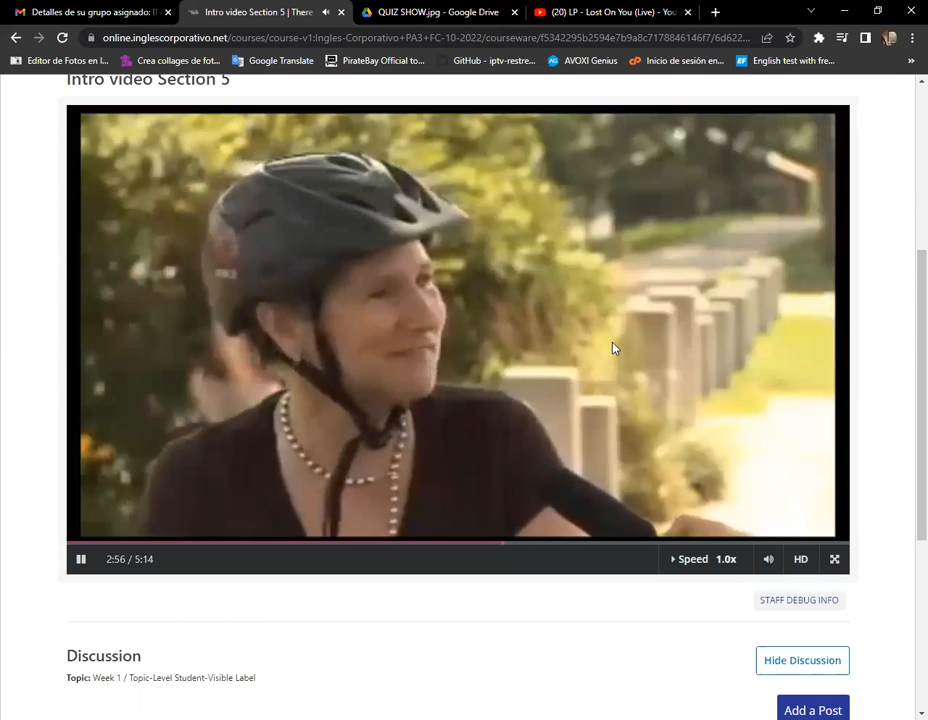 Detalles de su grupo asignado: I
Intro video Section 5 | There
QUIZ SHOW.jpg - Google Drive
(20) LP - Lost On You (Live) - You
online.inglescorporativo.net/courses/course-v1:Ingles-Corporativo+PA3+FC-10-2022/courseware/f5342295b2594e7b9a8c7178846146f7/6d622...
Editor de Fotos en l...
Crea collages de fot...
Google Translate
PirateBay Official to...
GitHub - iptv-restre...
AVOXI Genius
Inicio de sesión en...
English test with fre...
»
Intro video Section 5
2:56 / 5:14
Speed 1.0x
HD
STAFF DEBUG INFO
Discussion
Hide Discussion
Topic: Week 1 / Topic-Level Student-Visible Label
Add a Post